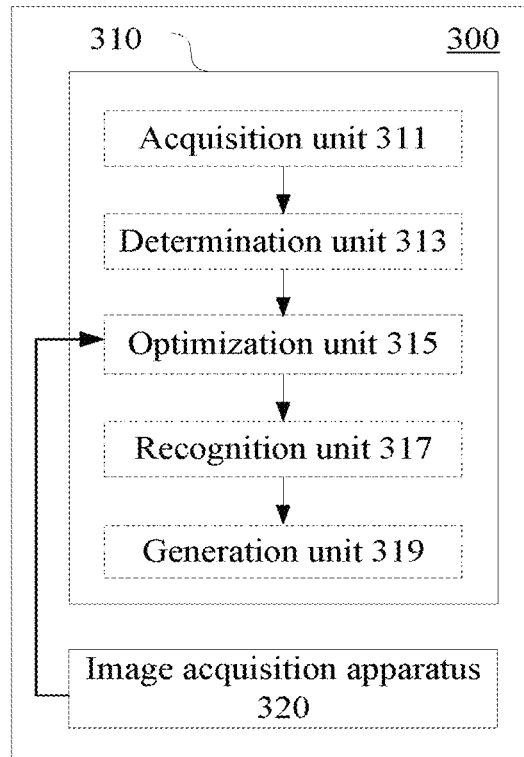 310 300
Acquisition unit 311
Determination unit 313
Optimization unit 315
Recognition unit 317
Generation unit 319
Image acquisition apparatus
320